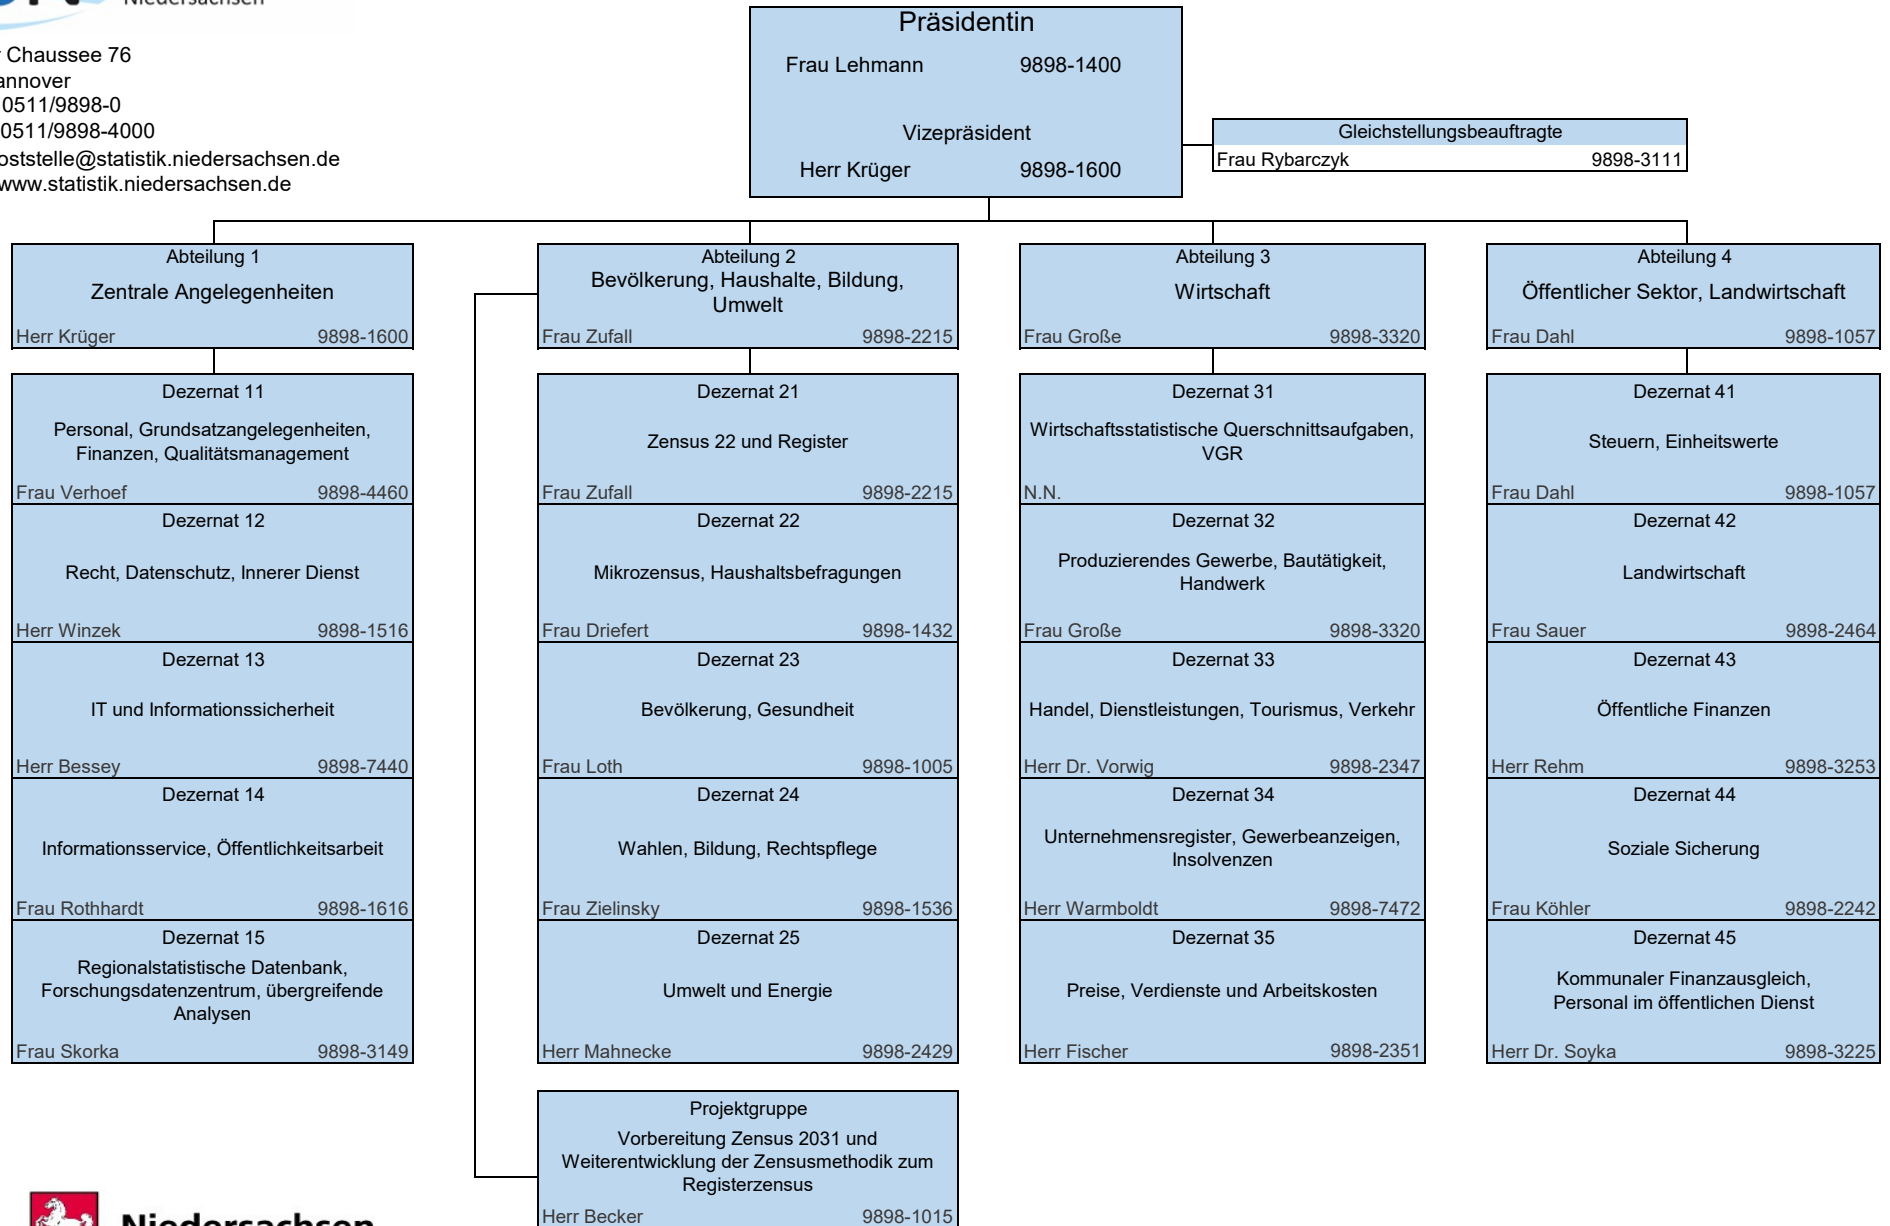 Niedersachsen
Chaussee 76
0511/9898-0
0511/9898-4000
oststelle@statistik.niedersachsen.de
www.statistik.niedersachsen.de
Präsidentin
Frau Lehmann 9898-1400
Vizepräsident
Herr Krüger 9898-1600
Gleichstellungsbeauftragte
Frau Rybarczyk 9898-3111
Abteilung 1
Zentrale Angelegenheiten
Herr Krüger 9898-1600
Dezernat 11
Personal, Grundsatzangelegenheiten,
Finanzen, Qualitätsmanagement
Frau Verhoef 9898-4460
Dezernat 12
Recht, Datenschutz, Innerer Dienst
Herr Winzek 9898-1516
Dezernat 13
IT und Informationssicherheit
Herr Bessey 9898-7440
Dezernat 14
Informationsservice, Öffentlichkeitsarbeit
Frau Rothhardt 9898-1616
Dezernat 15
Regionalstatistische Datenbank,
Forschungsdatenzentrum, übergreifende
Analysen
Frau Skorka 9898-3149
Abteilung 2
Bevölkerung, Haushalte, Bildung,
Umwelt
Frau Zufall 9898-2215
Dezernat 21
Zensus 22 und Register
Frau Zufall 9898-2215
Dezernat 22
Mikrozensus, Haushaltsbefragungen
Frau Driefert 9898-1432
Dezernat 23
Bevölkerung, Gesundheit
Frau Loth 9898-1005
Dezernat 24
Wahlen, Bildung, Rechtspflege
Frau Zielinsky 9898-1536
Dezernat 25
Umwelt und Energie
Herr Mahnecke 9898-2429
Projektgruppe
Vorbereitung Zensus 2031 und
Weiterentwicklung der Zensusmethodik zum
Registerzensus
Herr Becker 9898-1015
Abteilung 3
Wirtschaft
Frau Große 9898-3320
Dezernat 31
Wirtschaftsstatistische Querschnittsaufgaben,
VGR
N.N.
Dezernat 32
Produzierendes Gewerbe, Bautätigkeit,
Handwerk
Frau Große 9898-3320
Dezernat 33
Handel, Dienstleistungen, Tourismus, Verkehr
Herr Dr. Vorwig 9898-2347
Dezernat 34
Unternehmensregister, Gewerbeanzeigen,
Insolvenzen
Herr Warmboldt 9898-7472
Dezernat 35
Preise, Verdienste und Arbeitskosten
Herr Fischer 9898-2351
Abteilung 4
Öffentlicher Sektor, Landwirtschaft
Frau Dahl 9898-1057
Dezernat 41
Steuern, Einheitswerte
Frau Dahl 9898-1057
Dezernat 42
Landwirtschaft
Frau Sauer 9898-2464
Dezernat 43
Öffentliche Finanzen
Herr Rehm 9898-3253
Dezernat 44
Soziale Sicherung
Frau Köhler 9898-2242
Dezernat 45
Kommunaler Finanzausgleich,
Personal im öffentlichen Dienst
Herr Dr. Soyka 9898-3225
Niedersachsen